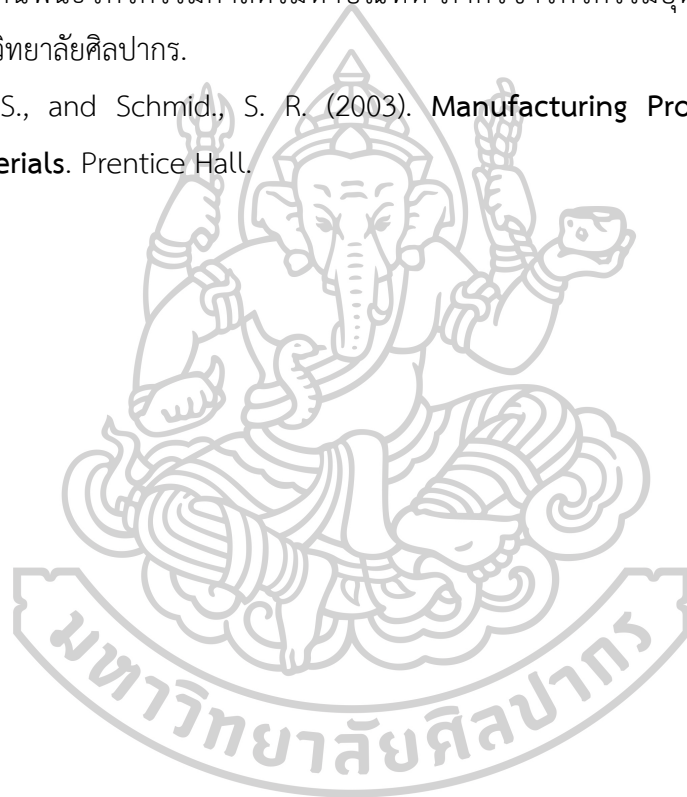 วิทยาลัยศิลปากร.
S., and Schmid., S. R. (2003). Manufacturing Pro
erials. Prentice Hall.
มหาวิทยาลัยศิลปากร